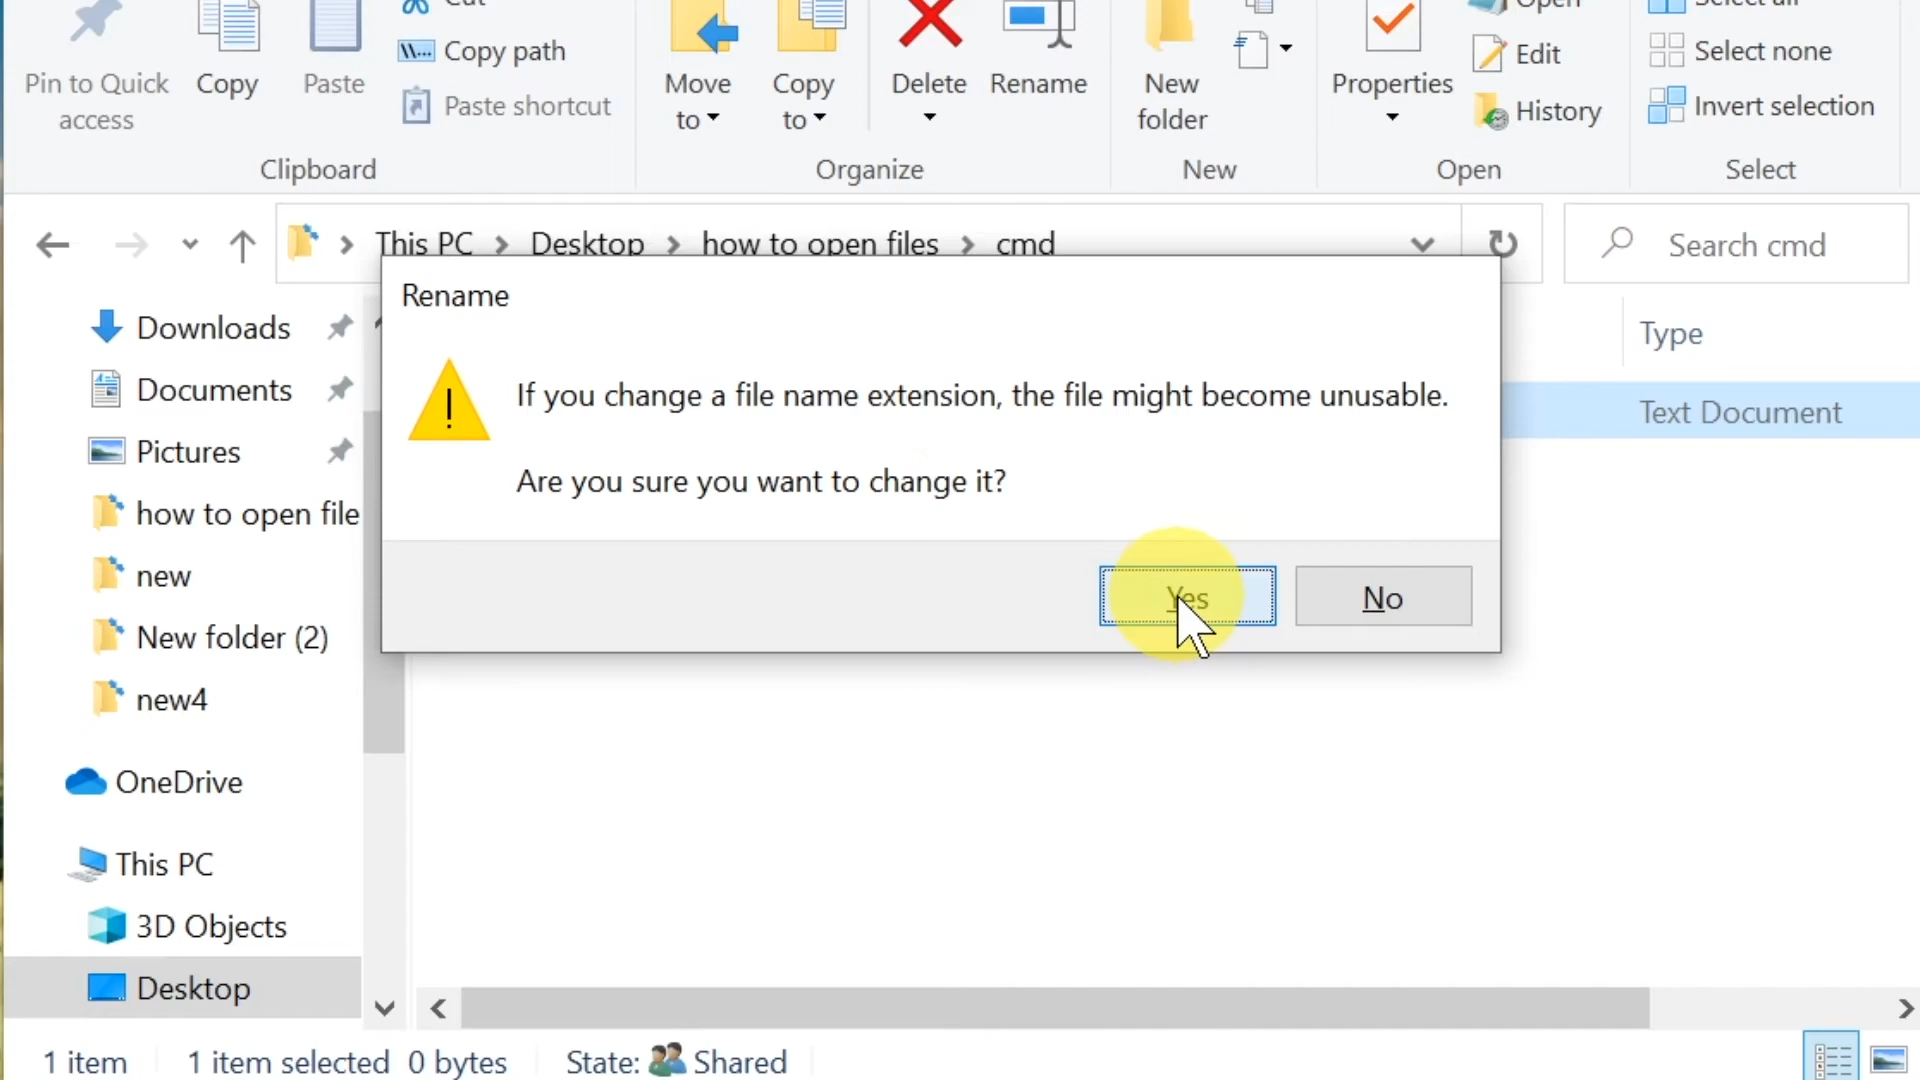 Cut
Open
Select all
Copy path
Edit
Select none
Pin to Quick access
Copy
Paste
Paste shortcut
Move to
Copy to
Delete
Rename
New folder
Properties
History
Invert selection
Clipboard
Organize
New
Open
Select
This PC > Desktop > how to open files > cmd
Search cmd
Rename
Downloads
Type
Documents
If you change a file name extension, the file might become unusable.
Text Document
Pictures
Are you sure you want to change it?
how to open file
new
Yes
No
New folder (2)
new4
OneDrive
This PC
3D Objects
Desktop
1 item
1 item selected 0 bytes
State: Shared